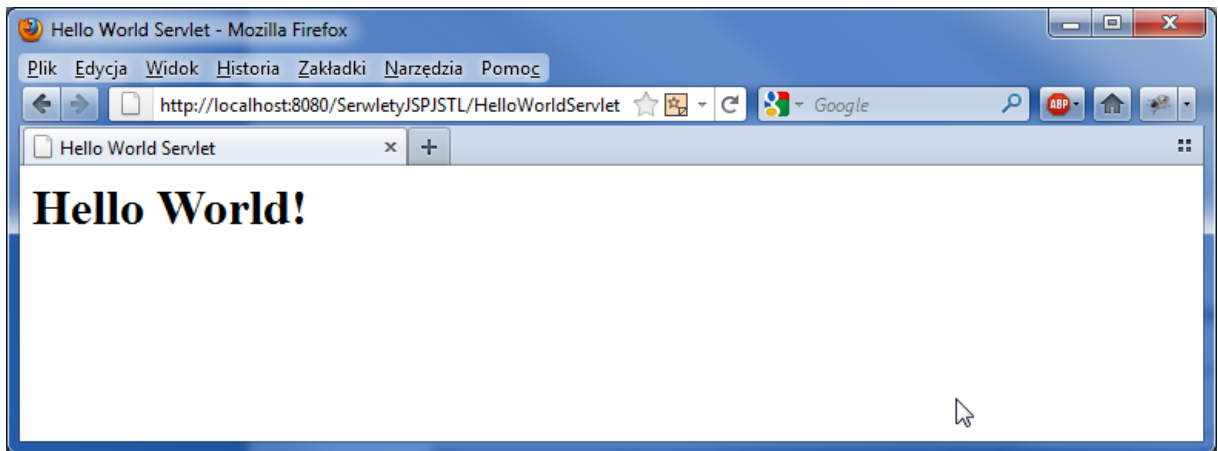 Hello World Servlet - Mozilla Firefox
Plik Edycja Widok Historia Zakładki Narzędzia Pomoc
http://localhost:8080/SerwletyJSPJSTL/HelloWorldServlet Google ABP
Hello World Servlet
Hello World!